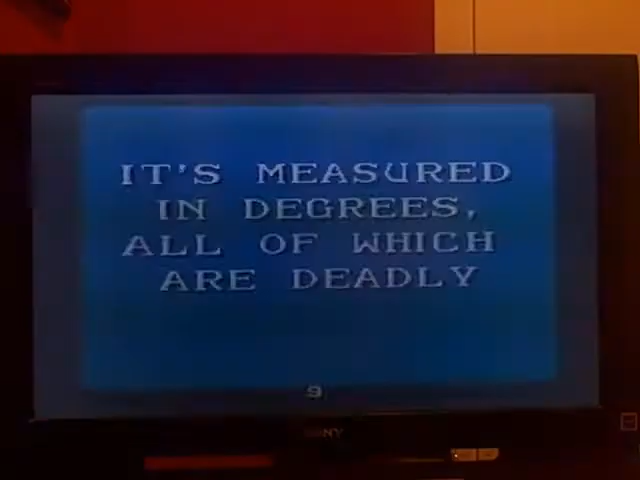 IT'S MEASURED
IN DEGREES,
ALL OF WHICH
ARE DEADLY
9
SONY